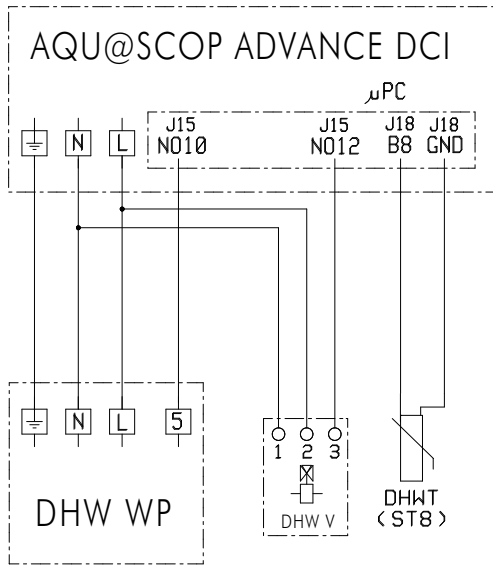 AQU@SCOP ADVANCE DCI
µPC
J15 J15 J18 J18
N L NO10 NO12 B8 GND
N L 5
1 2 3
DHW WP
DHW V
DHWT
(ST8)